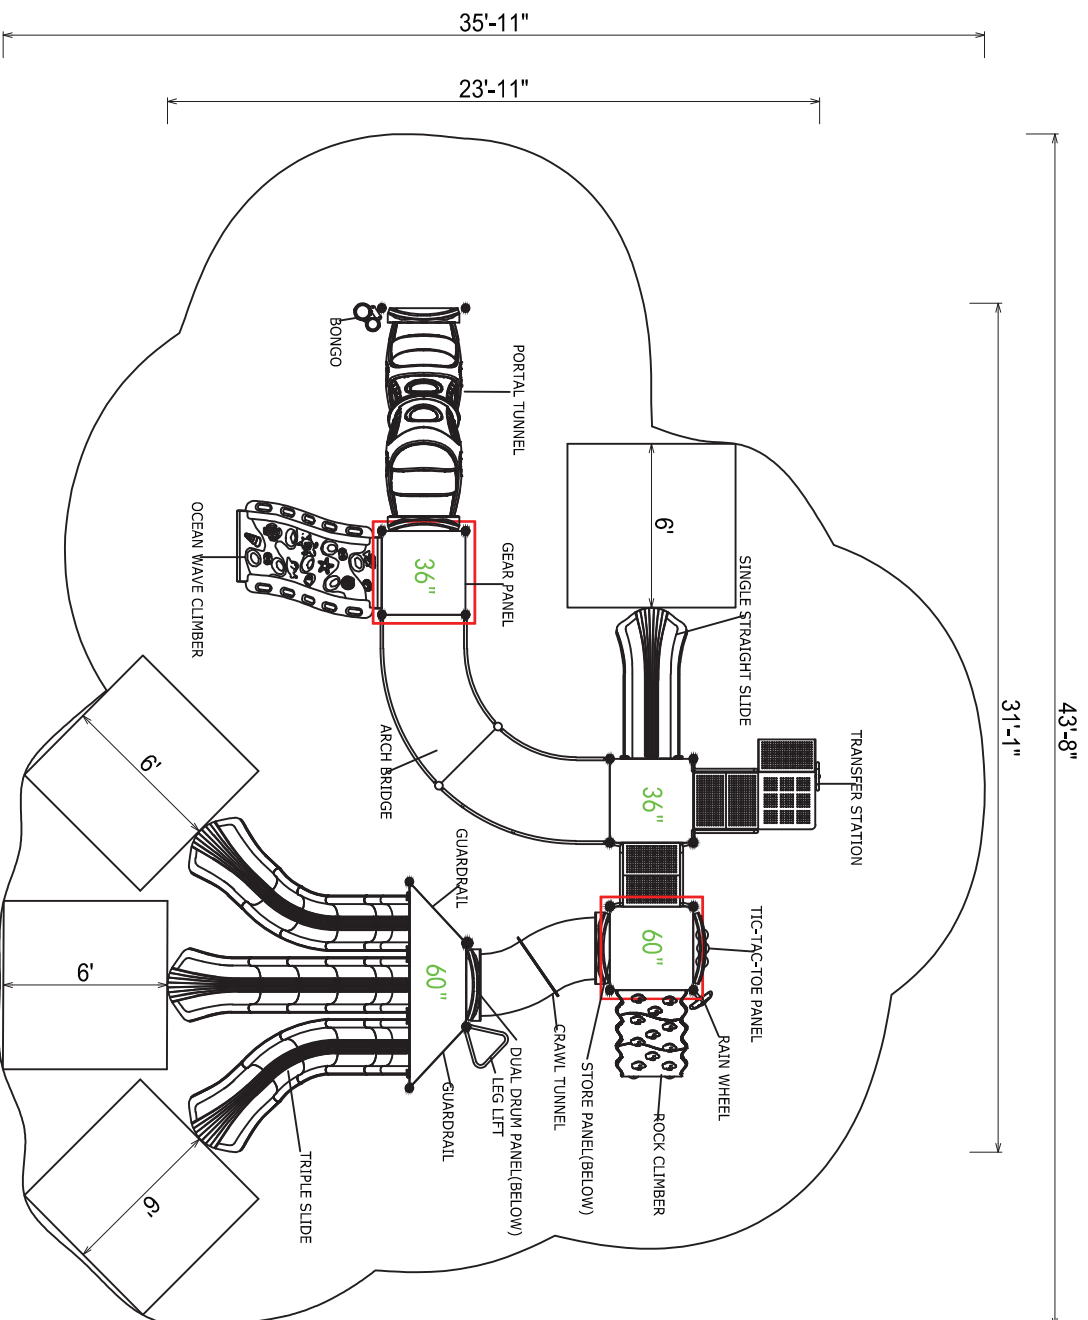 35'-11"
23'-11"
43'-8"
31'-1"
BONGO
PORTAL TUNNEL
OCEAN WAVE CLIMBER
36"
GEAR PANEL
6'
SINGLE STRAIGHT SLIDE
ARCH BRIDGE
36"
TRANSFER STATION
6'
GUARDRAIL
60"
TIC-TAC-TOE PANEL
6'
60"
CRAWL TUNNEL
RAIN WHEEL
DUAL DRUM PANEL(BELOW)
LEG LIFT
GUARDRAIL
STORE PANEL(BELOW)
ROCK CLIMBER
TRIPLE SLIDE
6'